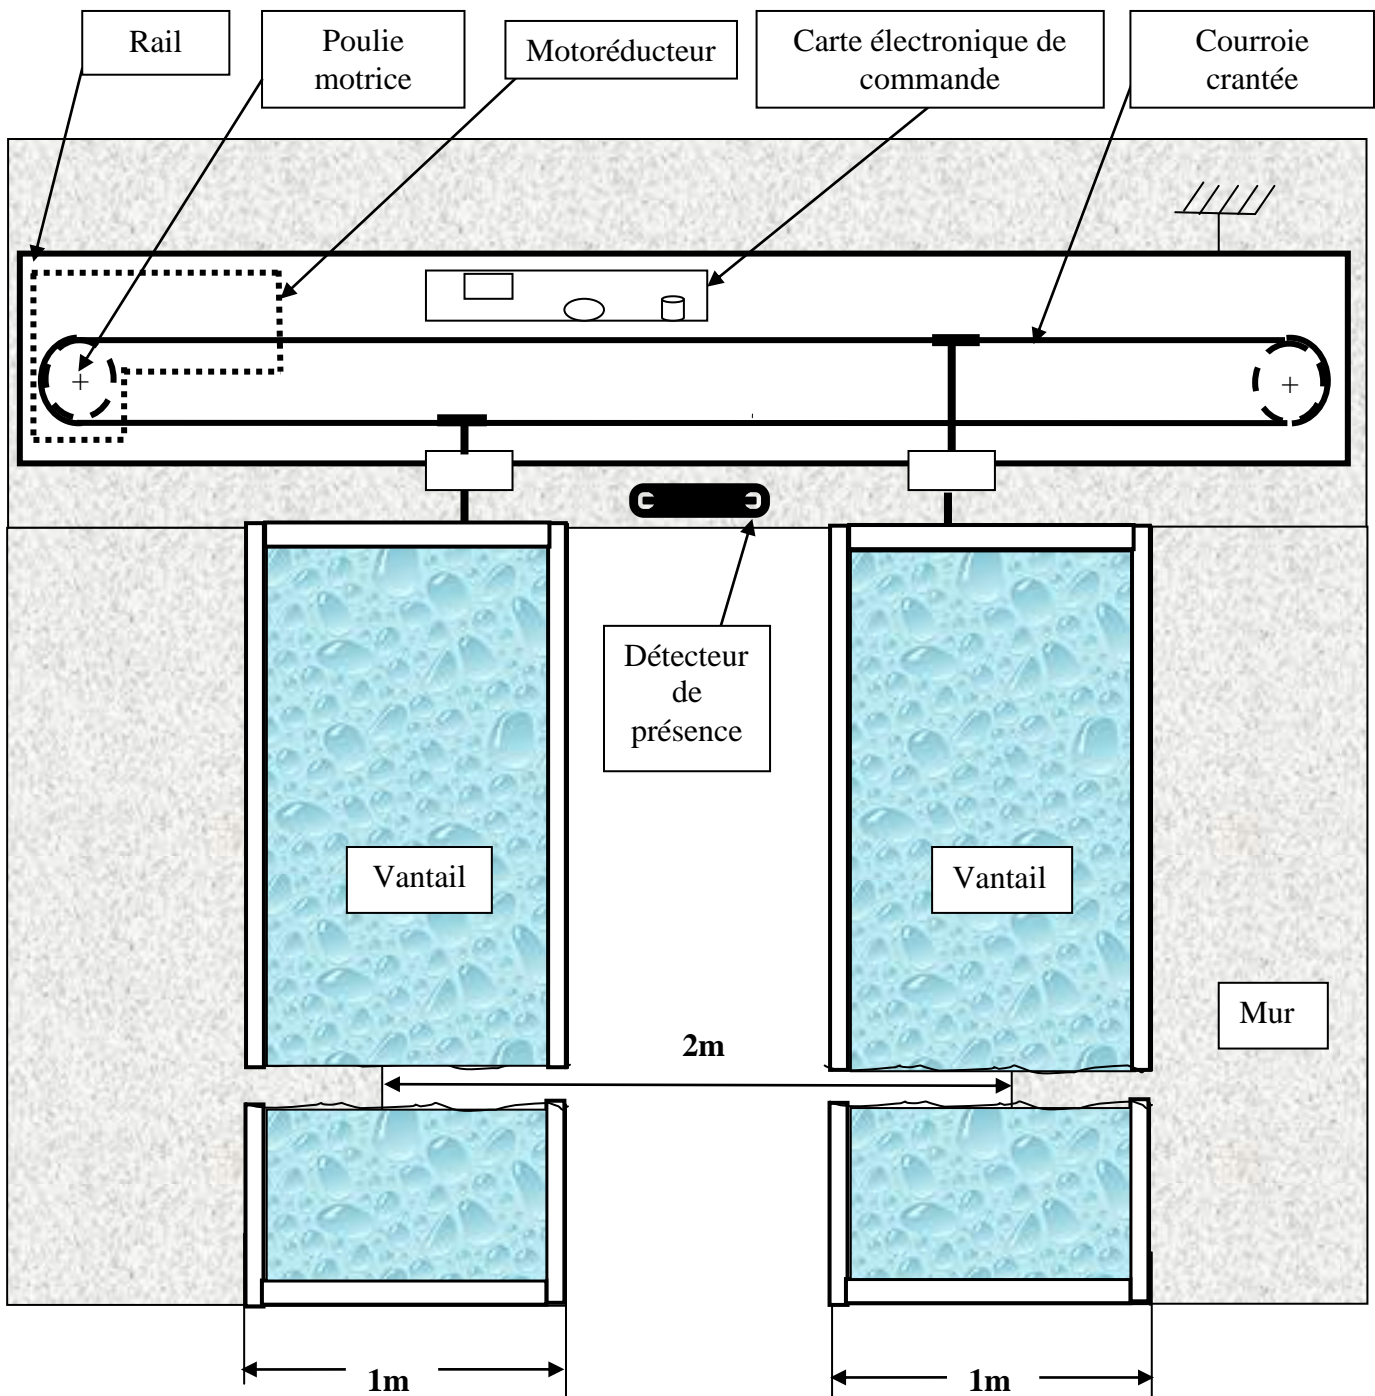 Rail
Poulie
motrice
Motoréducteur
Carte électronique de
commande
Courroie
crantée
Détecteur
de
présence
Vantail
Vantail
Mur
2m
1m
1m